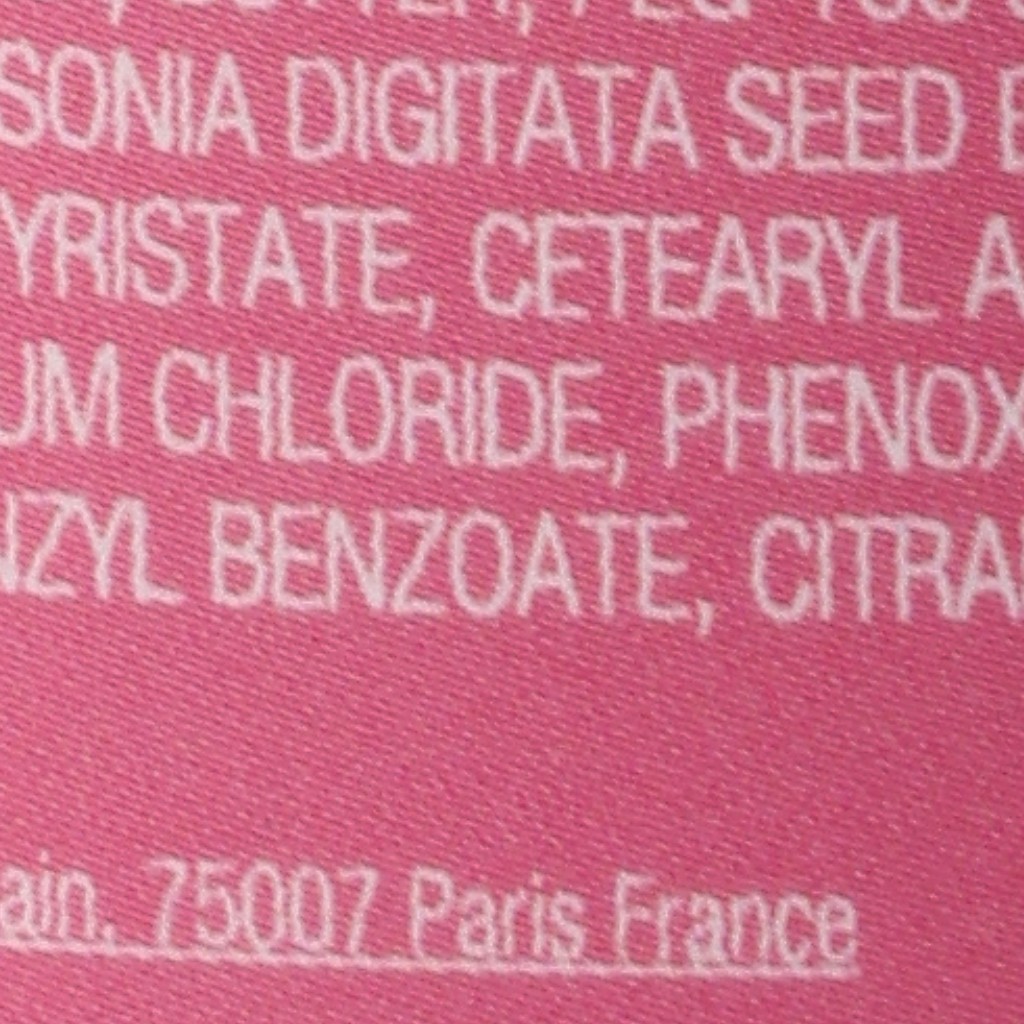 SONIA DIGITATA SEED
YRISTATE, CETEARYL A
UM CHLORIDE, PHENOX
NZYL BENZOATE, CITRA
ain, 75007 Paris France